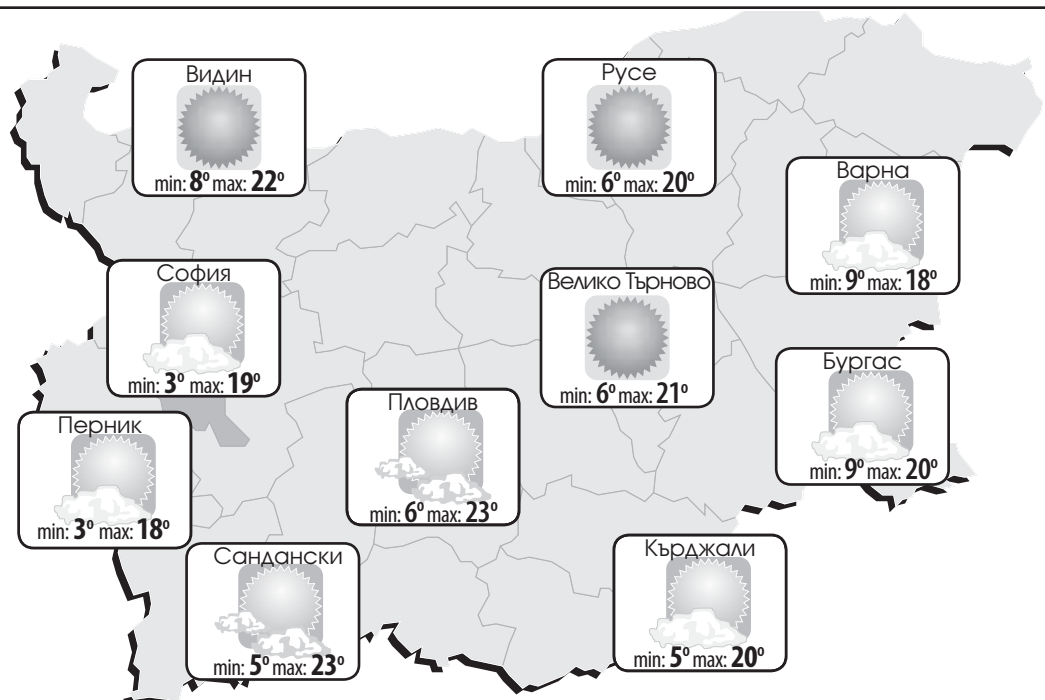 Видин
min: 8° max: 22°
Русе
min: 6° max: 20°
Варна
min: 9° max: 18°
София
min: 3° max: 19°
Велико Търново
min: 6° max: 21°
Бургас
min: 9° max: 20°
Пловдив
min: 6° max: 23°
Перник
min: 3° max: 18°
Сандански
min: 5° max: 23°
Кърджали
min: 5° max: 20°